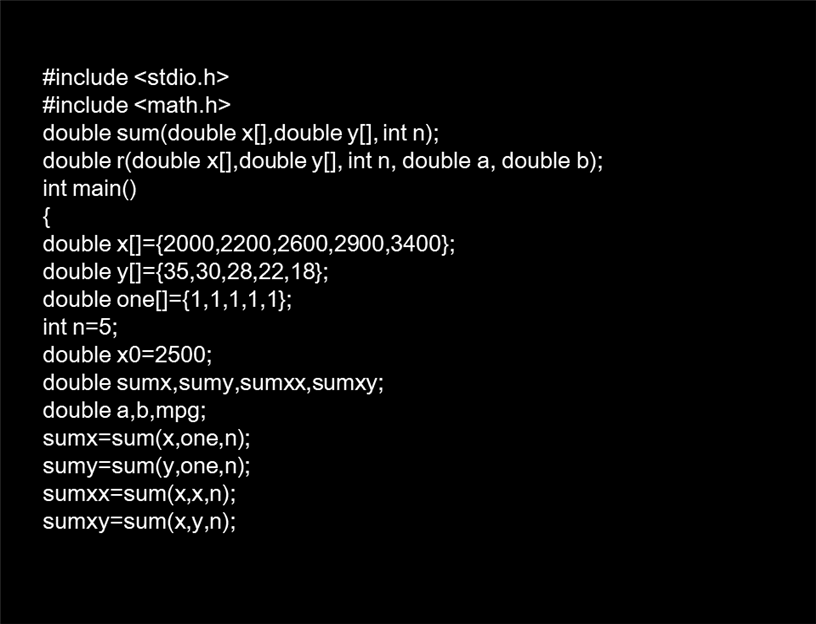 #include <stdio.h>
#include <math.h>
double sum(double x[],double y[], int n);
double r(double x[],double y[], int n, double a, double b);
int main()
{
double x[]={2000,2200,2600,2900,3400};
double y[]={35,30,28,22,18};
double one[]={1,1,1,1,1};
int n=5;
double x0=2500;
double sumx,sumy,sumxx,sumxy;
double a,b,mpg;
sumx=sum(x,one,n);
sumy=sum(y,one,n);
sumxx=sum(x,x,n);
sumxy=sum(x,y,n);